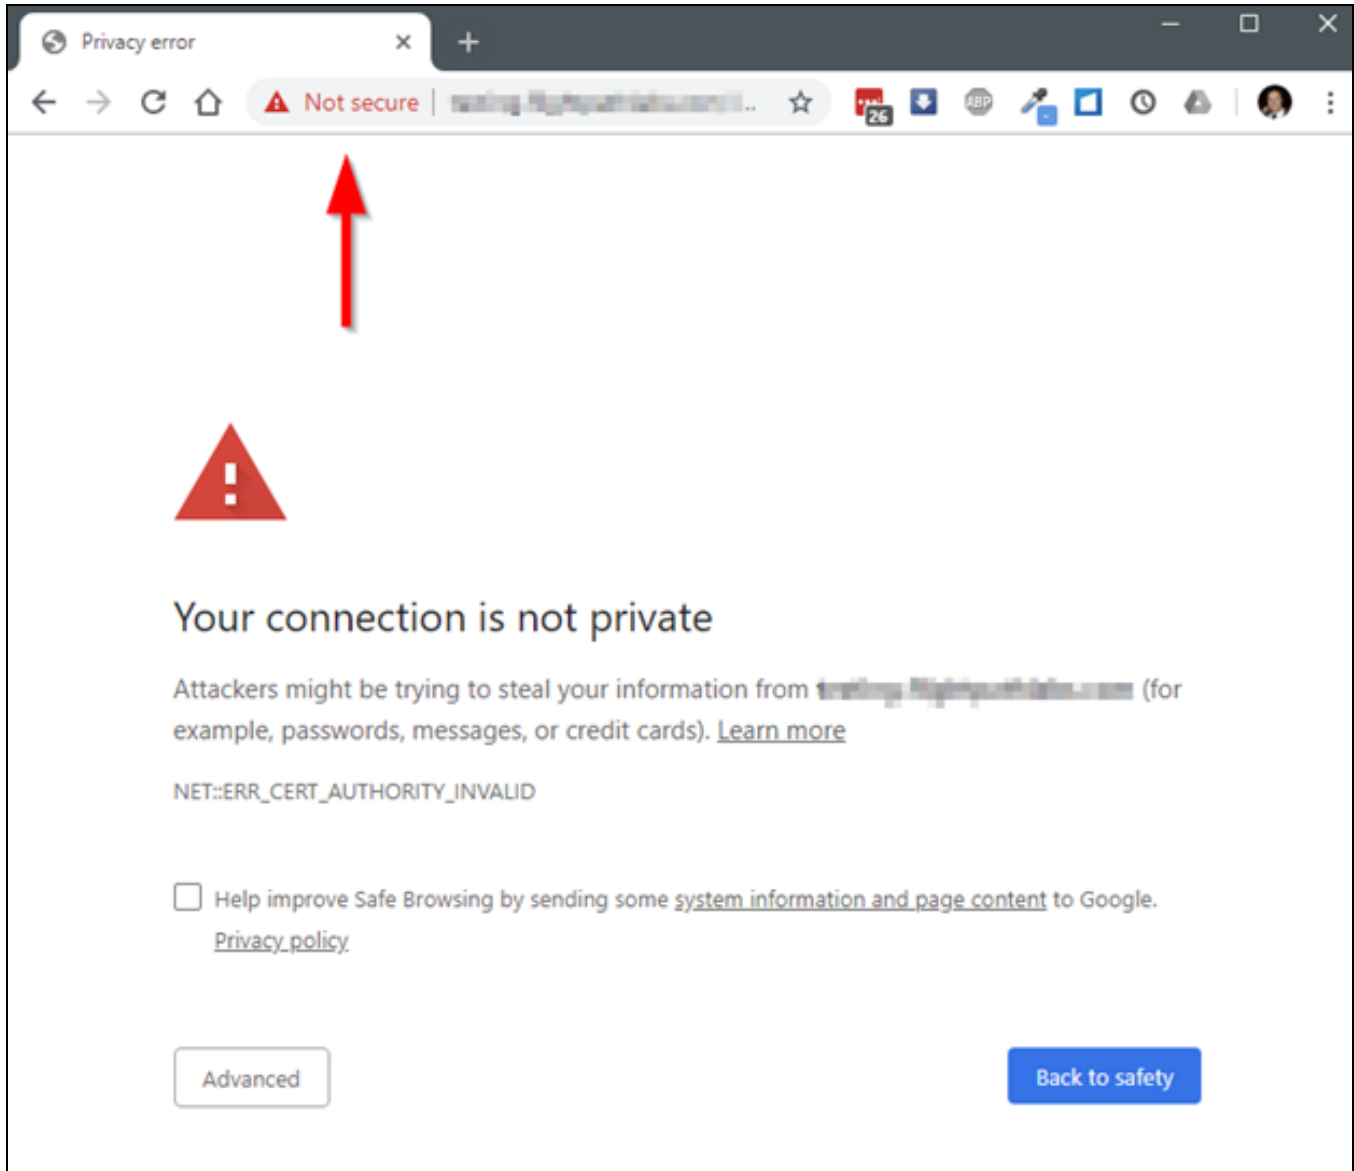 Privacy error
Not secure
26
ABP
Your connection is not private
Attackers might be trying to steal your information from (for
example, passwords, messages, or credit cards). Learn more
NET::ERR_CERT_AUTHORITY_INVALID
Help improve Safe Browsing by sending some system information and page content to Google.
Privacy policy
Advanced
Back to safety